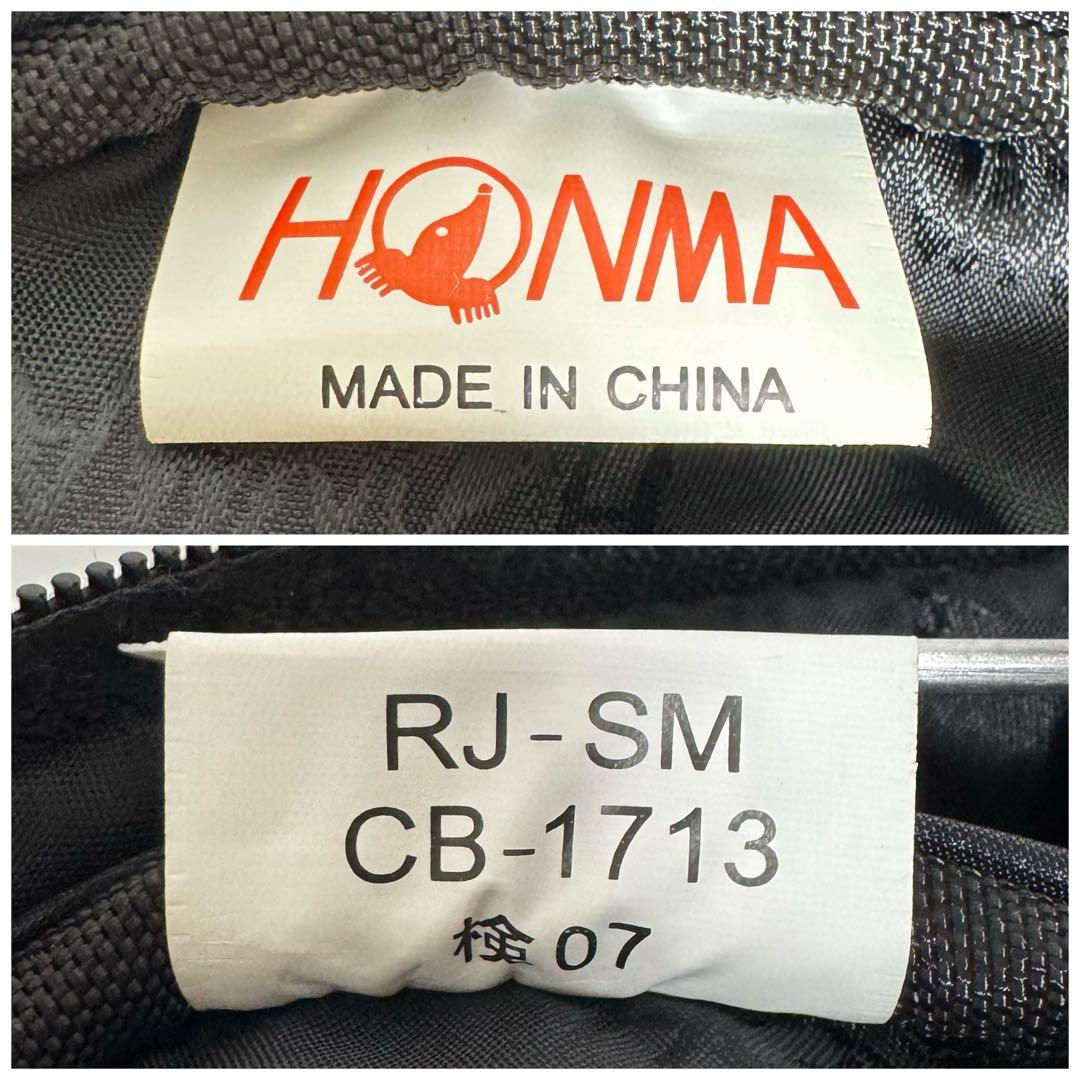 HONMA
MADE IN CHINA
RJ-SM
CB-1713
検07